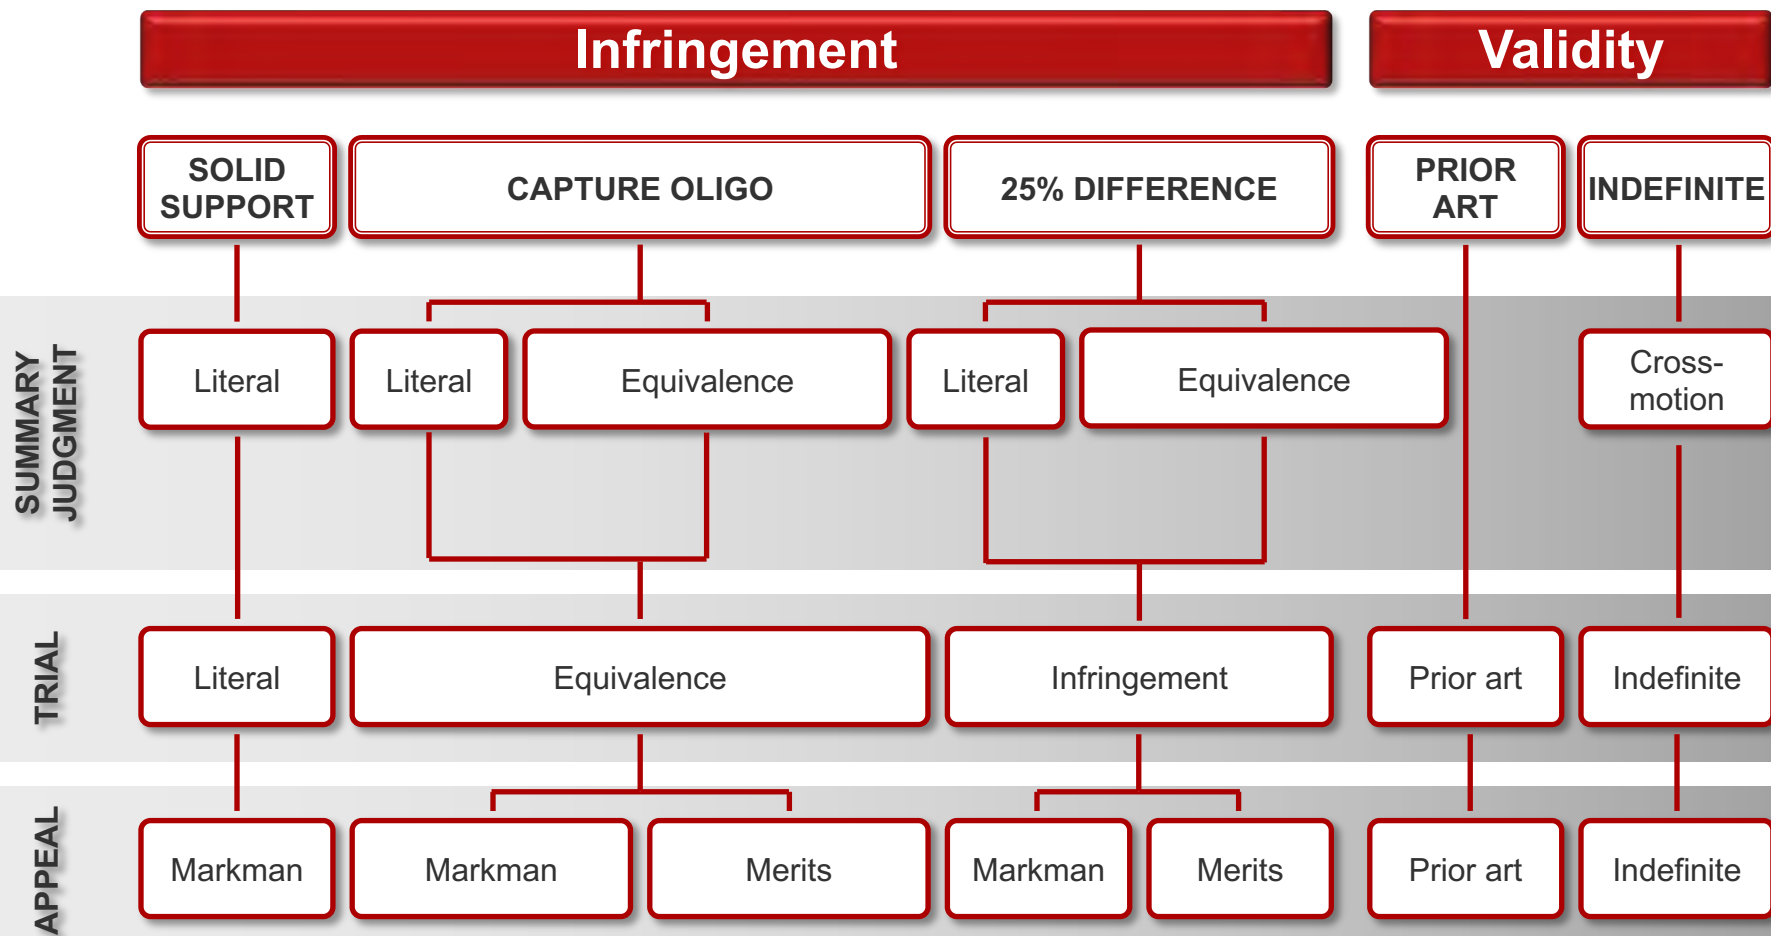 Infringement
Validity
SOLID
SUPPORT
CAPTURE OLIGO
25% DIFFERENCE
PRIOR
ART
INDEFINITE
SUMMARY
JUDGMENT
Literal
Literal
Equivalence
Literal
Equivalence
Cross-
motion
TRIAL
Literal
Equivalence
Infringement
Prior art
Indefinite
APPEAL
Markman
Markman
Merits
Markman
Merits
Prior art
Indefinite